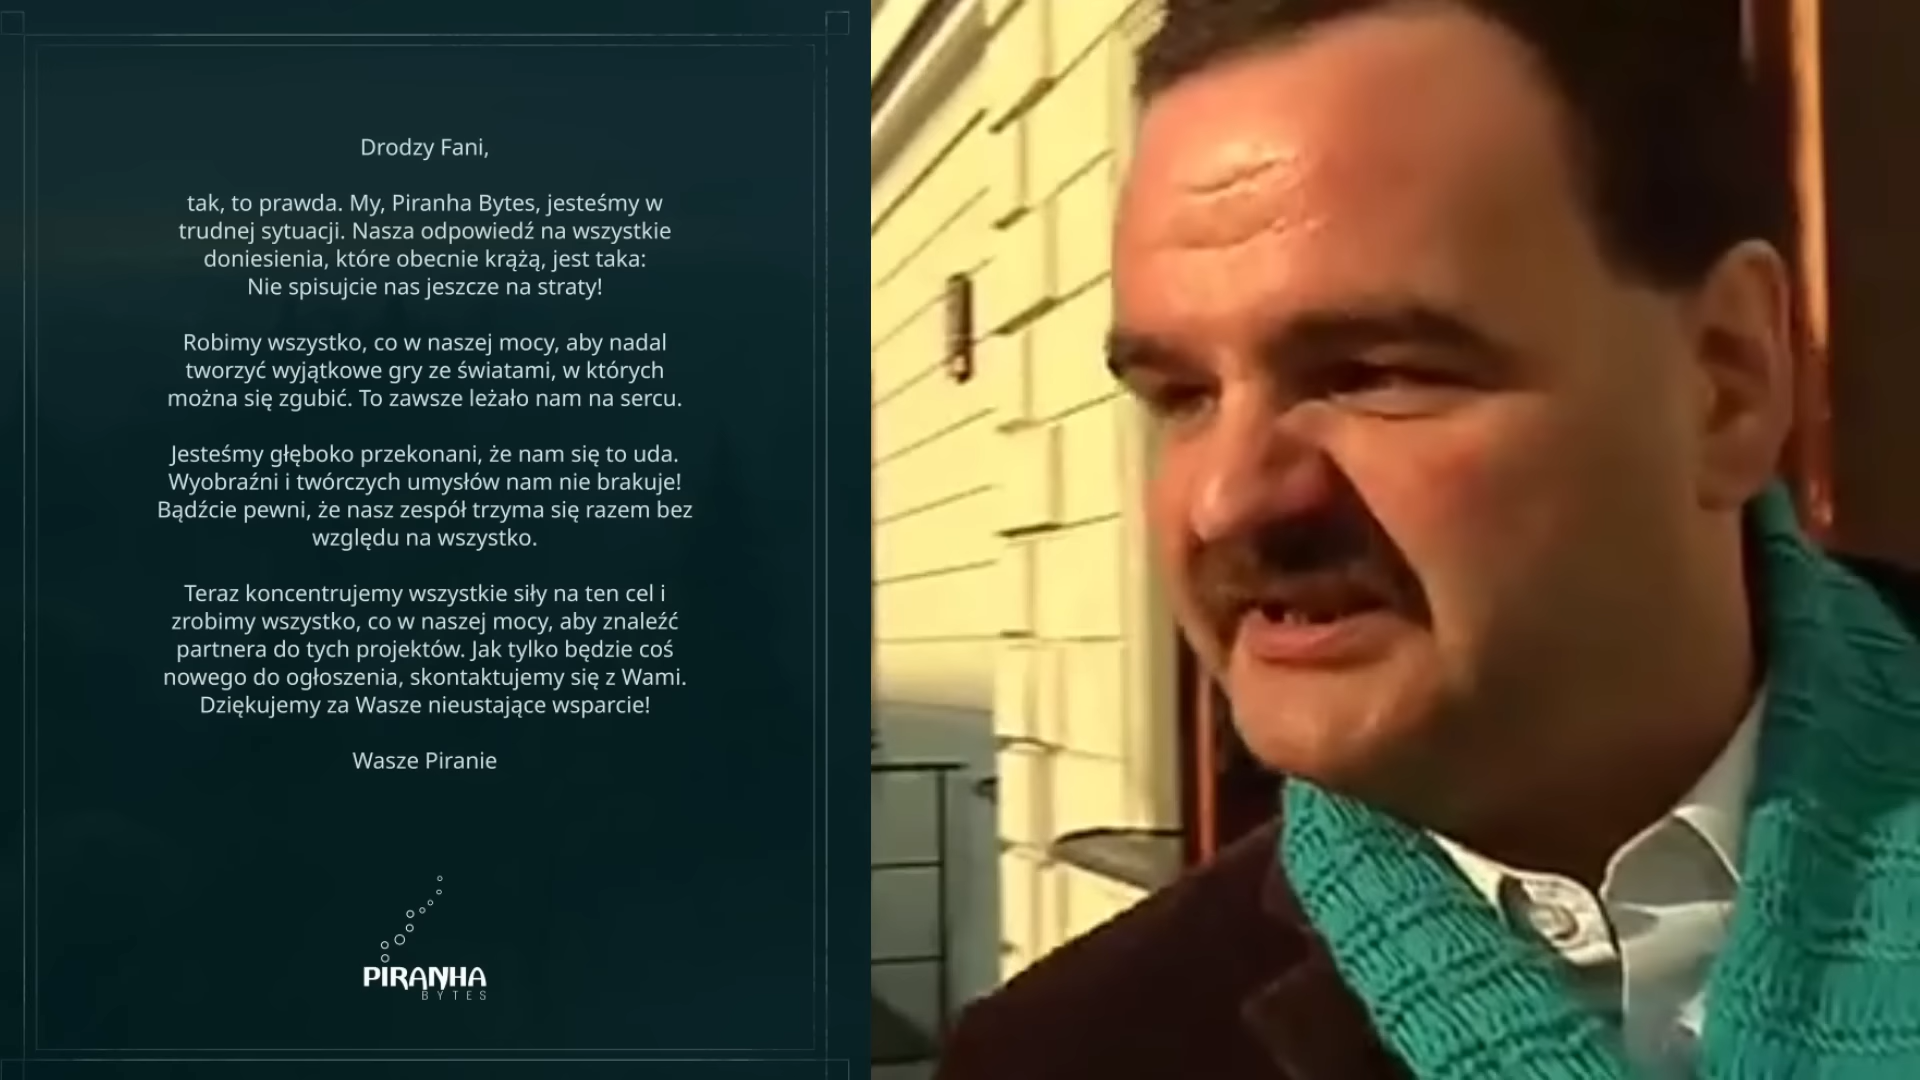 Drodzy Fani,
tak, to prawda. My, Piranha Bytes, jesteśmy w
trudnej sytuacji. Nasza odpowiedź na wszystkie
doniesienia, które obecnie krążą, jest taka:
Nie spisujcie nas jeszcze na straty!
Robimy wszystko, co w naszej mocy, aby nadal
tworzyć wyjątkowe gry ze światami, w których
można się zgubić. To zawsze leżało nam na sercu.
Jesteśmy głęboko przekonani, że nam się to uda.
Wyobraźni i twórczych umysłów nam nie brakuje!
Bądźcie pewni, że nasz zespół trzyma się razem bez
względu na wszystko.
Teraz koncentrujemy wszystkie siły na ten cel i
zrobimy wszystko, co w naszej mocy, aby znaleźć
partnera do tych projektów. Jak tylko będzie coś
nowego do ogłoszenia, skontaktujemy się z Wami.
Dziękujemy za Wasze nieustające wsparcie!
Wasze Piranie
PIRANHA
BYTES